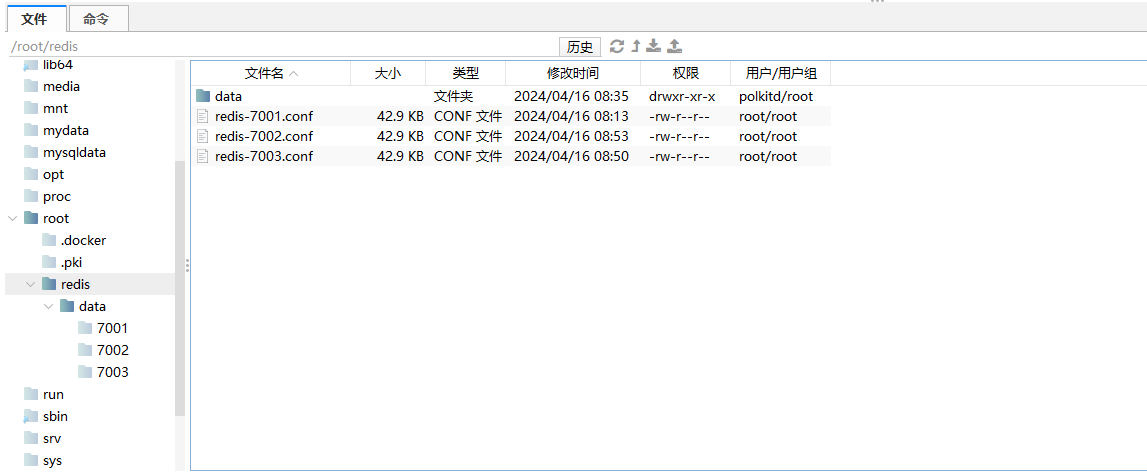 文件 命令
/root/redis 历史
lib64
media
mnt
mydata
mysqldata
opt
proc
root
.docker
.pki
redis
data
7001
7002
7003
run
sbin
srv
sys
文件名 大小 类型 修改时间 权限 用户/用户组
data 文件夹 2024/04/16 08:35 drwxr-xr-x polkitd/root
redis-7001.conf 42.9 KB CONF 文件 2024/04/16 08:13 -rw-r--r-- root/root
redis-7002.conf 42.9 KB CONF 文件 2024/04/16 08:53 -rw-r--r-- root/root
redis-7003.conf 42.9 KB CONF 文件 2024/04/16 08:50 -rw-r--r-- root/root